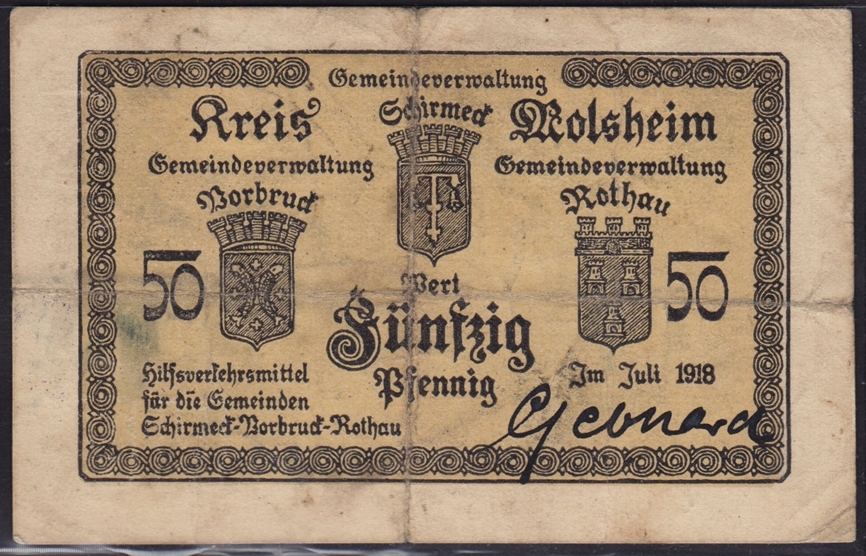 Gemeindeverwaltung
Kreis Schirmeck Molsheim
Gemeindeverwaltung Gemeindeverwaltung
Vorbruck Rothau
50 50
Wert
Fünfzig
Pfennig
Hilfsverkehrsmittel
für die Gemeinden
Schirmeck-Vorbruck-Rothau
Im Juli 1918